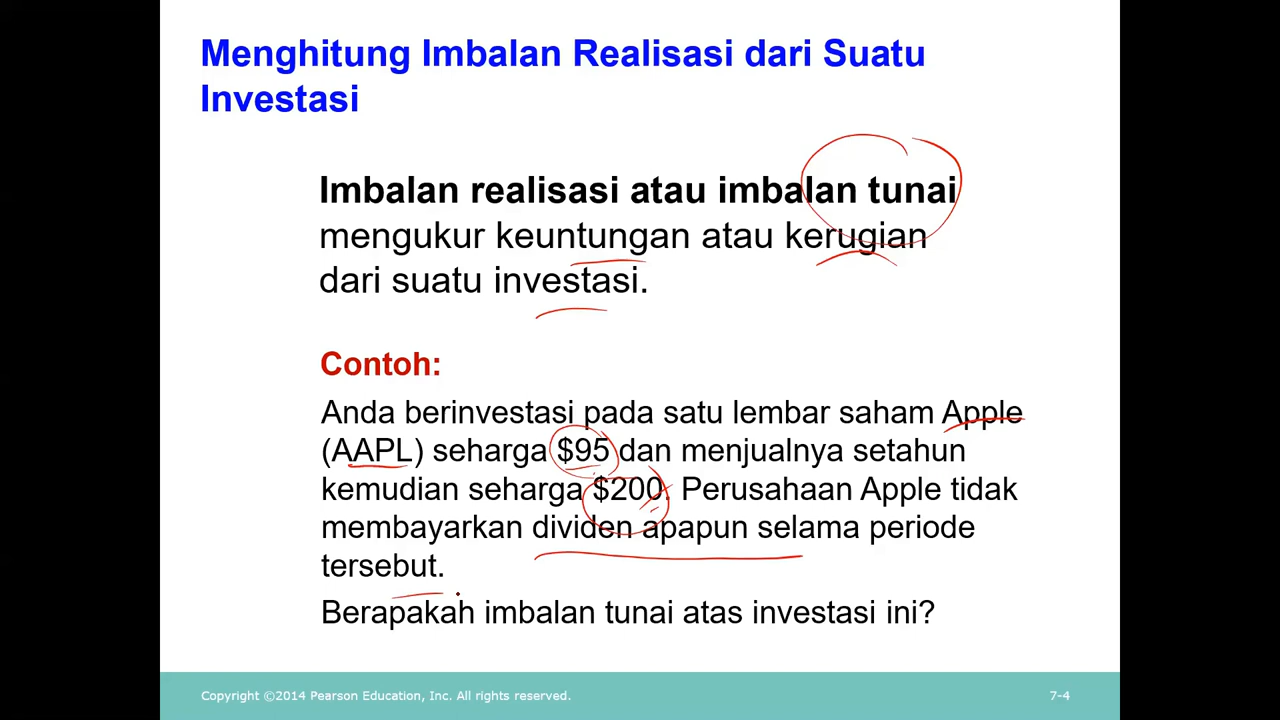 Menghitung Imbalan Realisasi dari Suatu
Investasi
Imbalan realisasi atau imbalan tunai
mengukur keuntungan atau kerugian
dari suatu investasi.
Contoh:
Anda berinvestasi pada satu lembar saham Apple
(AAPL) seharga $95 dan menjualnya setahun
kemudian seharga $200. Perusahaan Apple tidak
membayarkan dividen apapun selama periode
tersebut.
Berapakah imbalan tunai atas investasi ini?
Copyright ©2014 Pearson Education, Inc. All rights reserved.
7-4